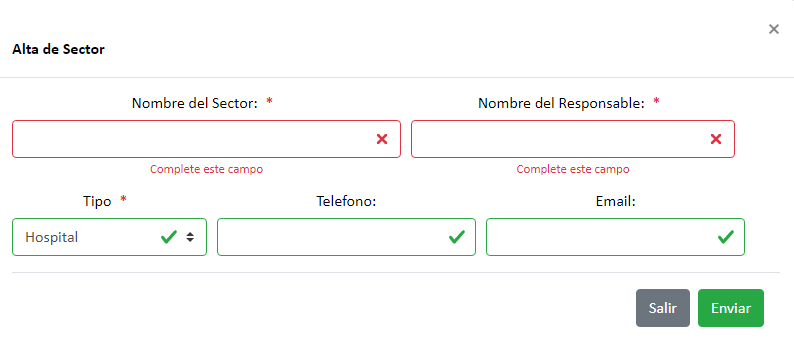 Alta de Sector
Nombre del Sector: * Nombre del Responsable: *
Complete este campo Complete este campo
Tipo * Telefono: Email:
Hospital
Salir Enviar